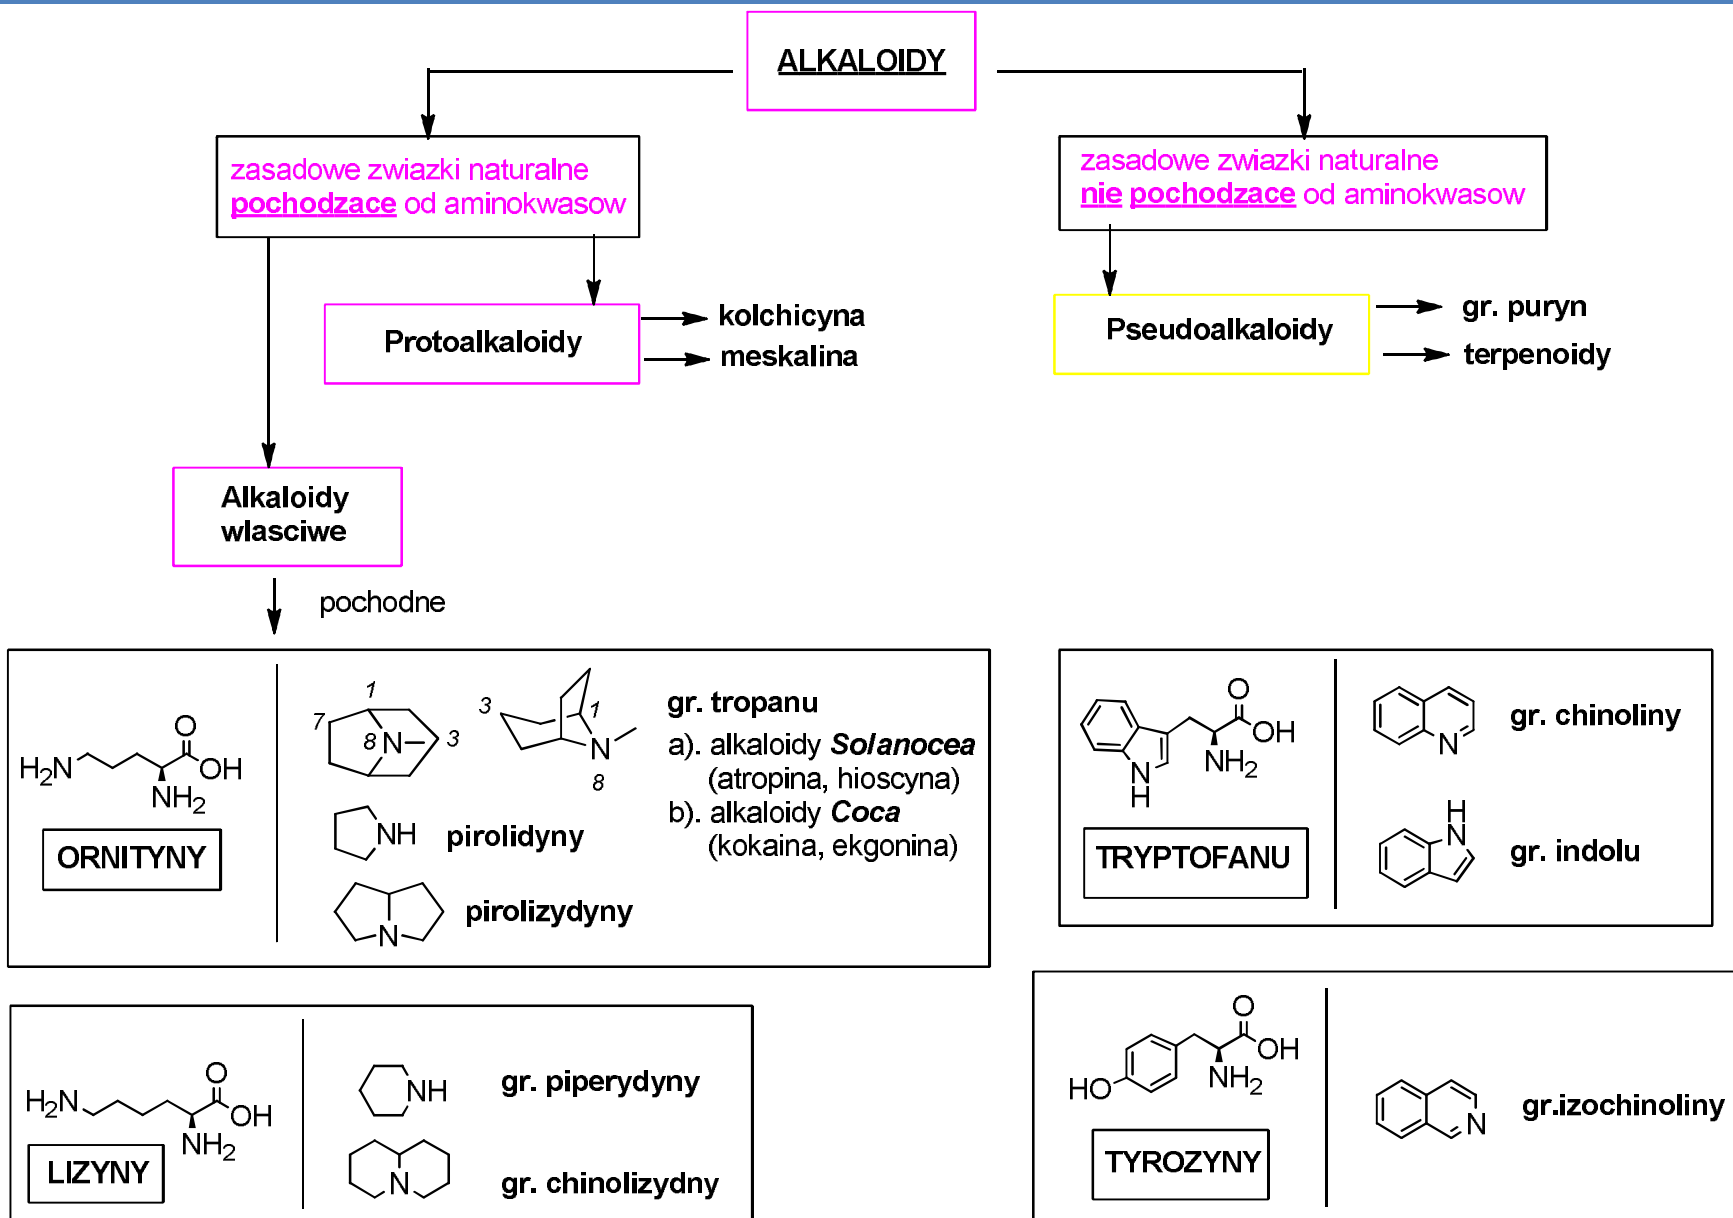 ALKALOIDY
zasadowe zwiazki naturalne
pochodzace od aminokwasow
zasadowe zwiazki naturalne
nie pochodzace od aminokwasow
Protoalkaloidy
kolchicyna
meskalina
Pseudoalkaloidy
gr. puryn
terpenoidy
Alkaloidy
wlasciwe
pochodne
H2N
O
OH
NH2
ORNITYNY
1
7
8
N
3
3
1
N
8
gr. tropanu
a). alkaloidy Solanocea
(atropina, hioscyna)
b). alkaloidy Coca
(kokaina, ekgonina)
NH
pirolidyny
N
pirolizydyny
O
OH
NH2
N
H
TRYPTOFANU
N
gr. chinoliny
H
N
gr. indolu
H2N
O
OH
NH2
LIZYNY
NH
gr. piperydyny
N
gr. chinolizydny
O
OH
NH2
HO
TYROZYNY
N
gr.izochinoliny